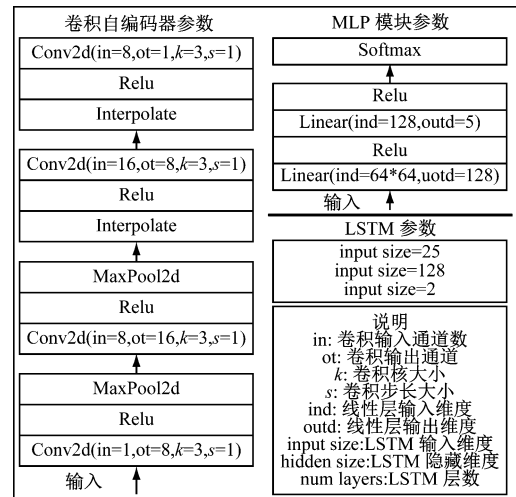 卷积自编码器参数
Conv2d(in=8,ot=1,k=3,s=1)
Relu
Interpolate
Conv2d(in=16,ot=8,k=3,s=1)
Relu
Interpolate
MaxPool2d
Relu
Conv2d(in=8,ot=16,k=3,s=1)
MaxPool2d
Relu
Conv2d(in=1,ot=8,k=3,s=1)
输入
MLP 模块参数
Softmax
Relu
Linear(ind=128,outd=5)
Relu
Linear(ind=64*64,uotd=128)
输入
LSTM 参数
input size=25
input size=128
input size=2
说明
in: 卷积输入通道数
ot: 卷积输出通道
k: 卷积核大小
s: 卷积步长大小
ind: 线性层输入维度
outd: 线性层输出维度
input size:LSTM 输入维度
hidden size:LSTM 隐藏维度
num layers:LSTM 层数